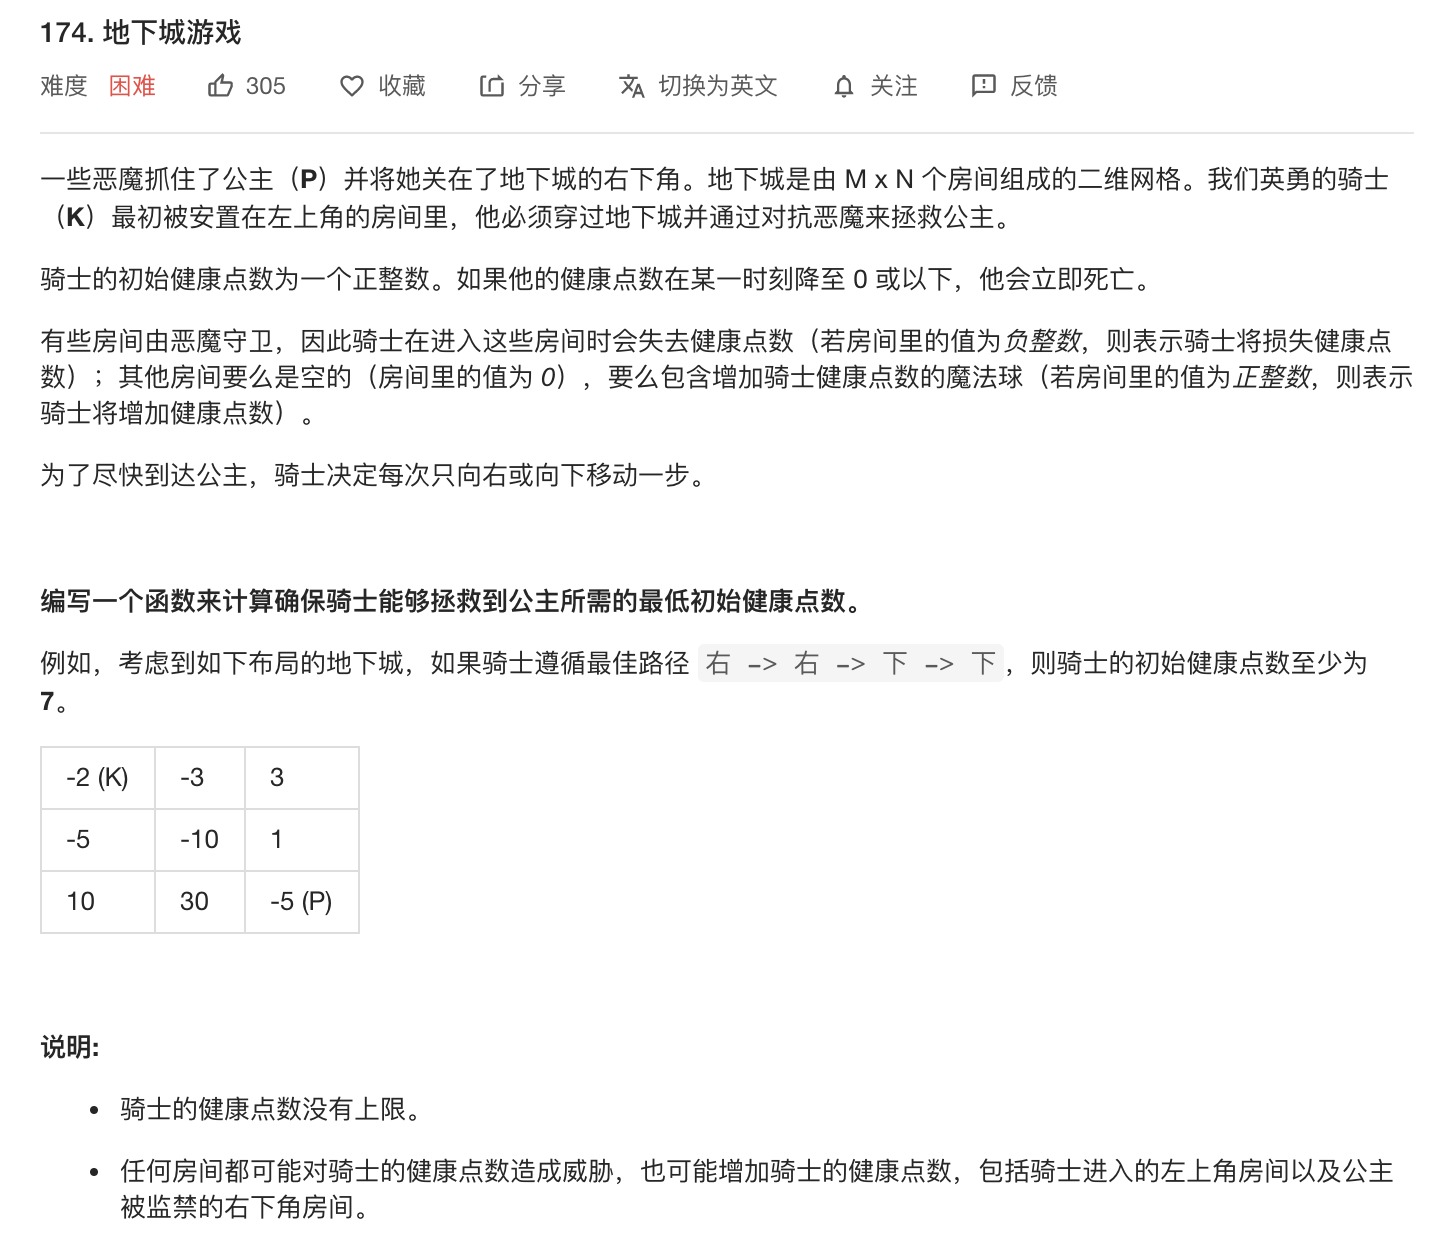 174. 地下城游戏
难度 困难 305 收藏 分享 切换为英文 关注 反馈
一些恶魔抓住了公主（P）并将她关在了地下城的右下角。地下城是由 M x N 个房间组成的二维网格。我们英勇的骑士
（K）最初被安置在左上角的房间里，他必须穿过地下城并通过对抗恶魔来拯救公主。
骑士的初始健康点数为一个正整数。如果他的健康点数在某一时刻降至 0 或以下，他会立即死亡。
有些房间由恶魔守卫，因此骑士在进入这些房间时会失去健康点数（若房间里的值为负整数，则表示骑士将损失健康点
数）；其他房间要么是空的（房间里的值为 0），要么包含增加骑士健康点数的魔法球（若房间里的值为正整数，则表示
骑士将增加健康点数）。
为了尽快到达公主，骑士决定每次只向右或向下移动一步。
编写一个函数来计算确保骑士能够拯救到公主所需的最低初始健康点数。
例如，考虑到如下布局的地下城，如果骑士遵循最佳路径 右 -> 右 -> 下 -> 下，则骑士的初始健康点数至少为
7。
-2 (K) -3 3
-5 -10 1
10 30 -5 (P)
说明:
• 骑士的健康点数没有上限。
• 任何房间都可能对骑士的健康点数造成威胁，也可能增加骑士的健康点数，包括骑士进入的左上角房间以及公主
被监禁的右下角房间。